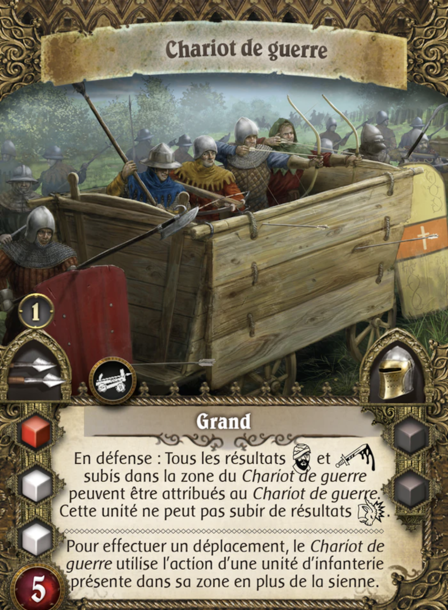 Chariot de guerre
1
Grand
En défense : Tous les résultats et
subis dans la zone du Chariot de guerre
peuvent être attribués au Chariot de guerre.
Cette unité ne peut pas subir de résultats
Pour effectuer un déplacement, le Chariot de
guerre utilise l'action d'une unité d'infanterie
présente dans sa zone en plus de la sienne.
5